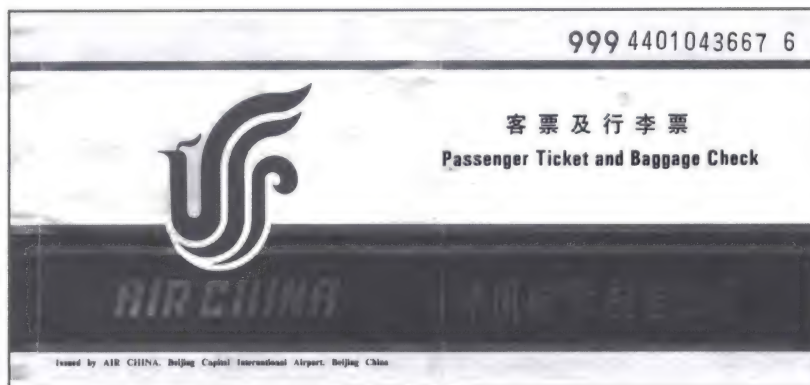 999 4401043667 6
客票及行李票
Passenger Ticket and Baggage Check
AIR CHINA
Issued by AIR CHINA. Beijing Capital International Airport. Beijing China